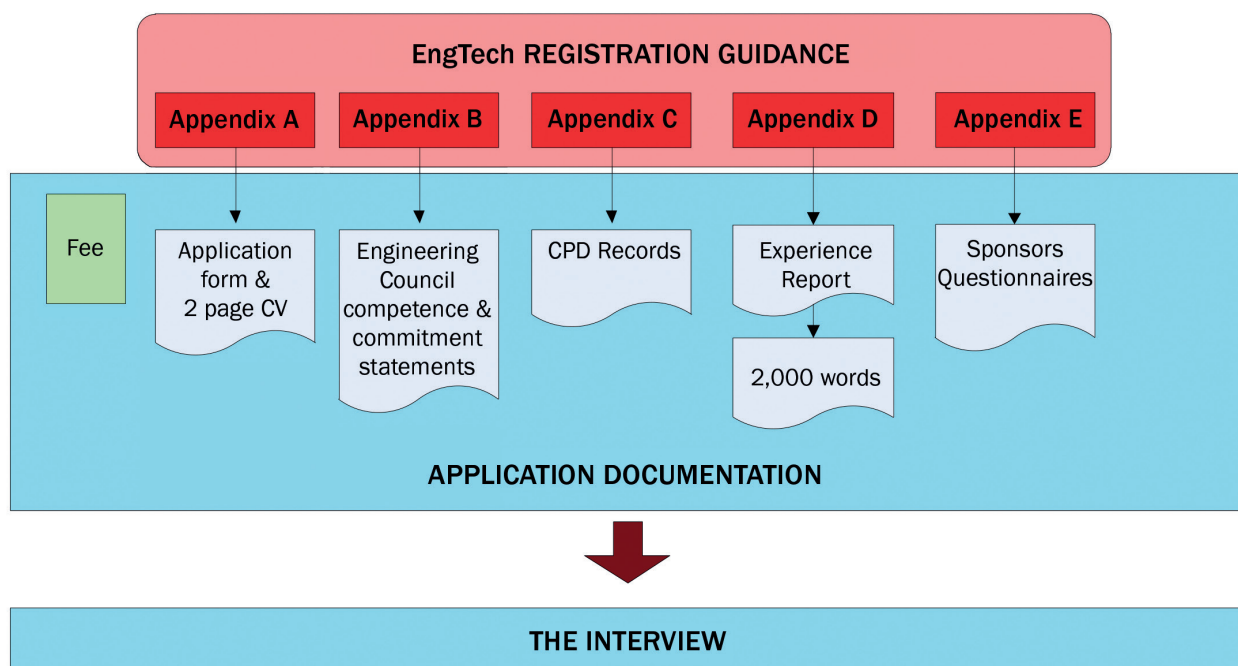 EngTech REGISTRATION GUIDANCE
Appendix A
Appendix B
Appendix C
Appendix D
Appendix E
Fee
Application
form &
2 page CV
Engineering
Council
competence &
commitment
statements
CPD Records
Experience
Report
2,000 words
Sponsors
Questionnaires
APPLICATION DOCUMENTATION
THE INTERVIEW